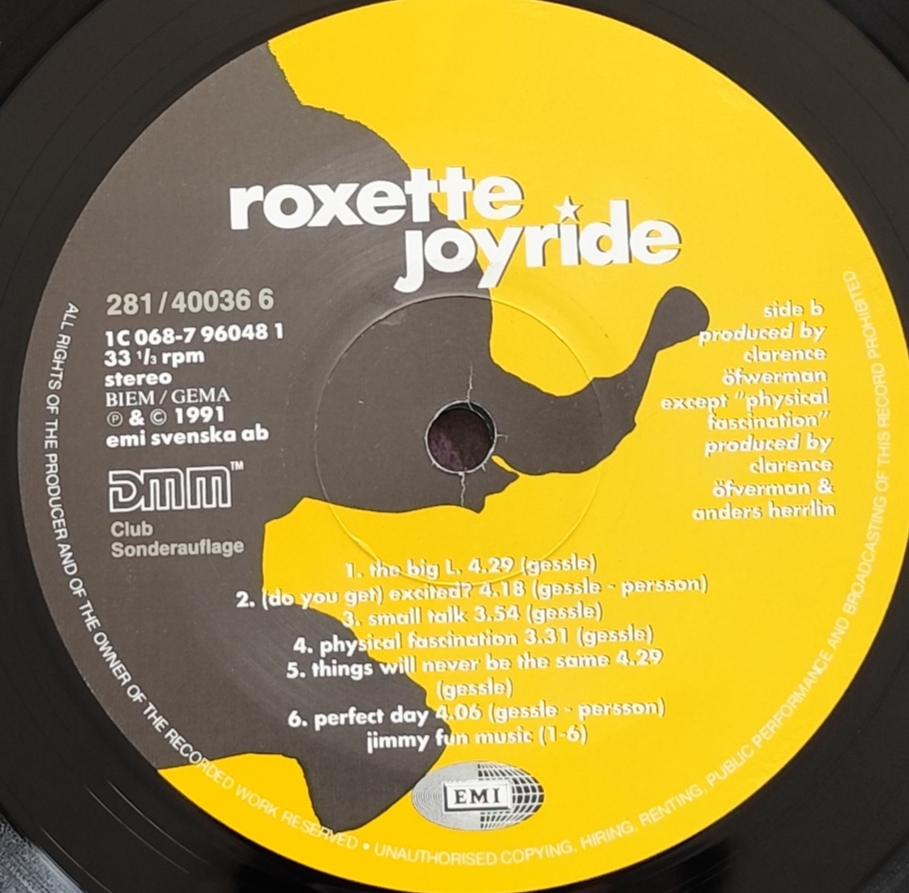 roxette
joyride
281/40036 6
1C 068-7 96048 1
33 1/3 rpm
stereo
BIEM / GEMA
℗ & © 1991
emi svenska ab
DMM™
Club
Sonderauflage
side b
produced by
clarence
öfwerman
except "physical
fascination"
produced by
clarence
öfverman &
anders herrlin
1. the big L. 4.29 (gessle)
2. (do you get) excited? 4.18 (gessle - persson)
3. small talk 3.54 (gessle)
4. physical fascination 3.31 (gessle)
5. things will never be the same 4.29
(gessle)
6. perfect day 4.06 (gessle - persson)
jimmy fun music (1-6)
EMI
ALL RIGHTS OF THE PRODUCER AND OF THE OWNER OF THE RECORDED WORK RESERVED • UNAUTHORISED COPYING, HIRING, RENTING, PUBLIC PERFORMANCE AND BROADCASTING OF THIS RECORD PROHIBITED